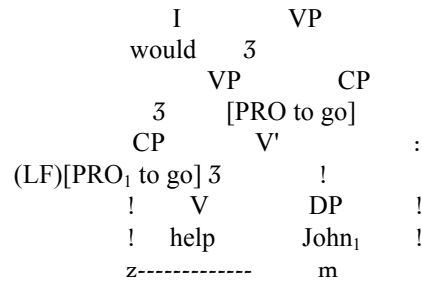 I VP
would 3
VP CP
3 [PRO to go]
CP V' :
(LF)[PRO₁ to go] 3 !
! V DP !
! help John₁ !
z------------- m